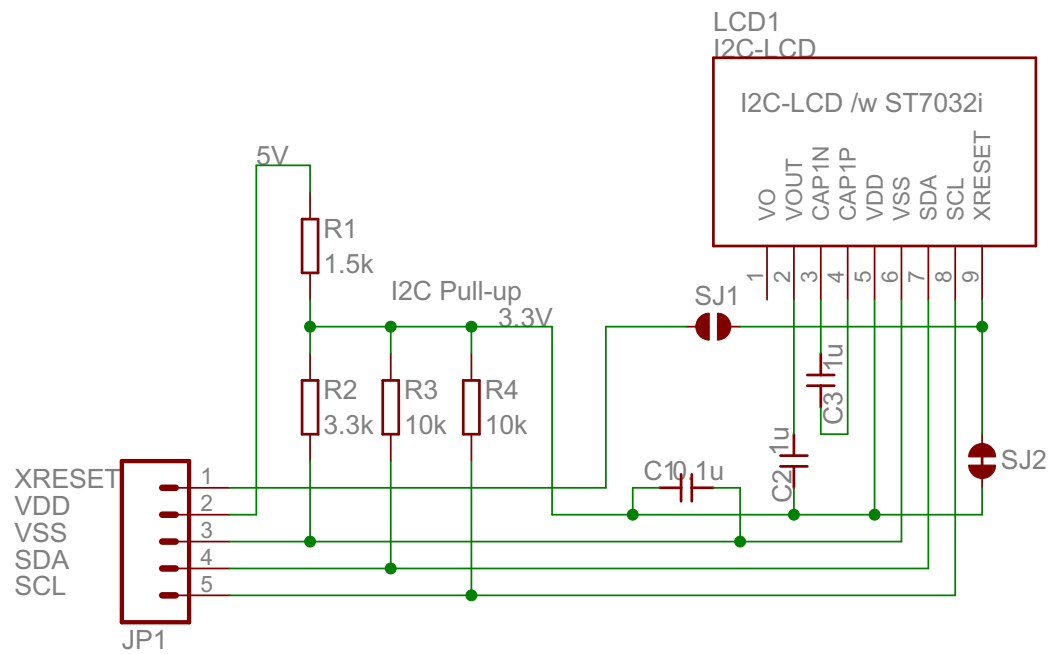 LCD1
I2C-LCD
I2C-LCD /w ST7032i
VO
VOUT
CAP1N
CAP1P
VDD
VSS
SDA
SCL
XRESET
1
2
3
4
5
6
7
8
9
5V
R1
1.5k
I2C Pull-up
3.3V
SJ1
R2
3.3k
R3
10k
R4
10k
C3
1u
C2
1u
C1
0.1u
SJ2
XRESET
1
VDD
2
VSS
3
SDA
4
SCL
5
JP1